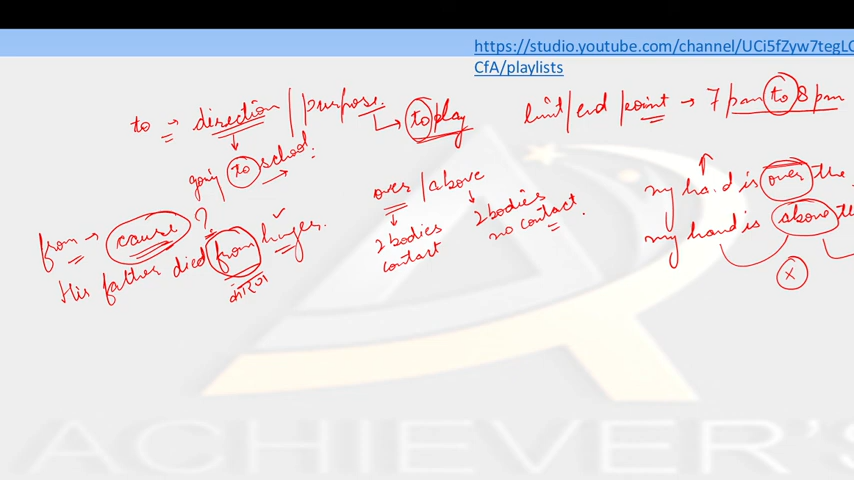 https://studio.youtube.com/channel/UCi5fZyw7tegLC
CfA/playlists
to → direction / purpose.
to play
going to school.
limit / end point → 7 pm to 8 pm
over / above
2 bodies contact
2 bodies no contact.
my hand is over the
my hand is above the
from → cause ?
His father died from hunger.
कारण
ACHIEVER'S